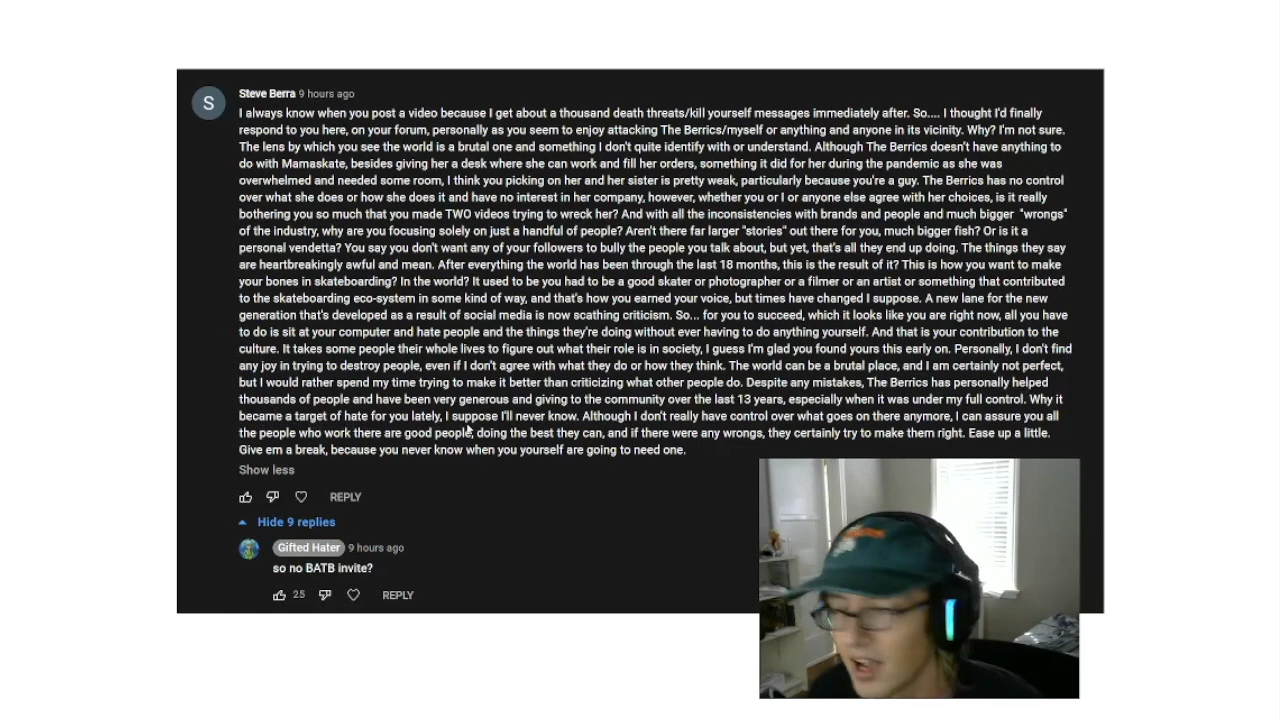 S
Steve Berra 9 hours ago
I always know when you post a video because I get about a thousand death threats/kill yourself messages immediately after. So.... I thought I'd finally
respond to you here, on your forum, personally as you seem to enjoy attacking The Berrics/myself or anything and anyone in its vicinity. Why? I'm not sure.
The lens by which you see the world is a brutal one and something I don't quite identify with or understand. Although The Berrics doesn't have anything to
do with Mamaskate, besides giving her a desk where she can work and fill her orders, something it did for her during the pandemic as she was
overwhelmed and needed some room, I think you picking on her and her sister is pretty weak, particularly because you're a guy. The Berrics has no control
over what she does or how she does it and have no interest in her company, however, whether you or I or anyone else agree with her choices, is it really
bothering you so much that you made TWO videos trying to wreck her? And with all the inconsistencies with brands and people and much bigger "wrongs"
of the industry, why are you focusing solely on just a handful of people? Aren't there far larger "stories" out there for you, much bigger fish? Or is it a
personal vendetta? You say you don't want any of your followers to bully the people you talk about, but yet, that's all they end up doing. The things they say
are heartbreakingly awful and mean. After everything the world has been through the last 18 months, this is the result of it? This is how you want to make
your bones in skateboarding? In the world? It used to be you had to be a good skater or photographer or a filmer or an artist or something that contributed
to the skateboarding eco-system in some kind of way, and that's how you earned your voice, but times have changed I suppose. A new lane for the new
generation that's developed as a result of social media is now scathing criticism. So... for you to succeed, which it looks like you are right now, all you have
to do is sit at your computer and hate people and the things they're doing without ever having to do anything yourself. And that is your contribution to the
culture. It takes some people their whole lives to figure out what their role is in society, I guess I'm glad you found yours this early on. Personally, I don't find
any joy in trying to destroy people, even if I don't agree with what they do or how they think. The world can be a brutal place, and I am certainly not perfect,
but I would rather spend my time trying to make it better than criticizing what other people do. Despite any mistakes, The Berrics has personally helped
thousands of people and have been very generous and giving to the community over the last 13 years, especially when it was under my full control. Why it
became a target of hate for you lately, I suppose I'll never know. Although I don't really have control over what goes on there anymore, I can assure you all
the people who work there are good people, doing the best they can, and if there were any wrongs, they certainly try to make them right. Ease up a little.
Give em a break, because you never know when you yourself are going to need one.
Show less
REPLY
Hide 9 replies
Gifted Hater 9 hours ago
so no BATB invite?
25 REPLY